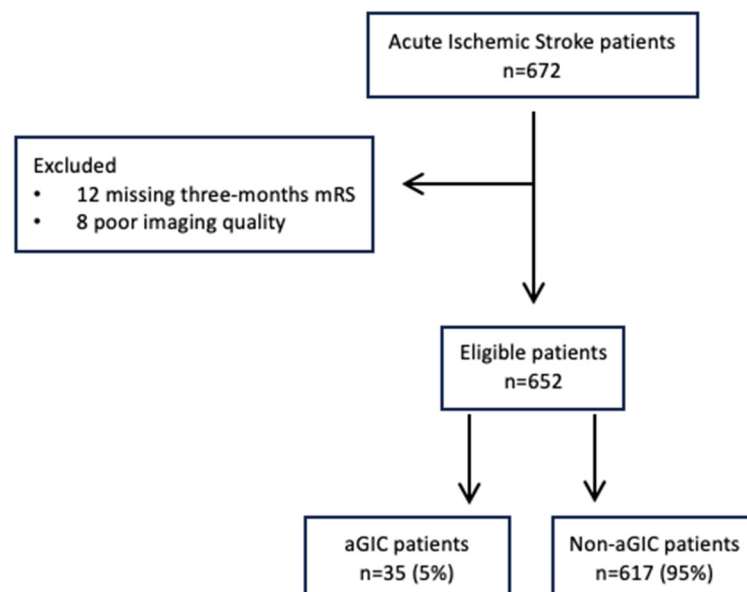 Acute Ischemic Stroke patients
n=672
Excluded
• 12 missing three-months mRS
• 8 poor imaging quality
Eligible patients
n=652
aGIC patients
n=35 (5%)
Non-aGIC patients
n=617 (95%)